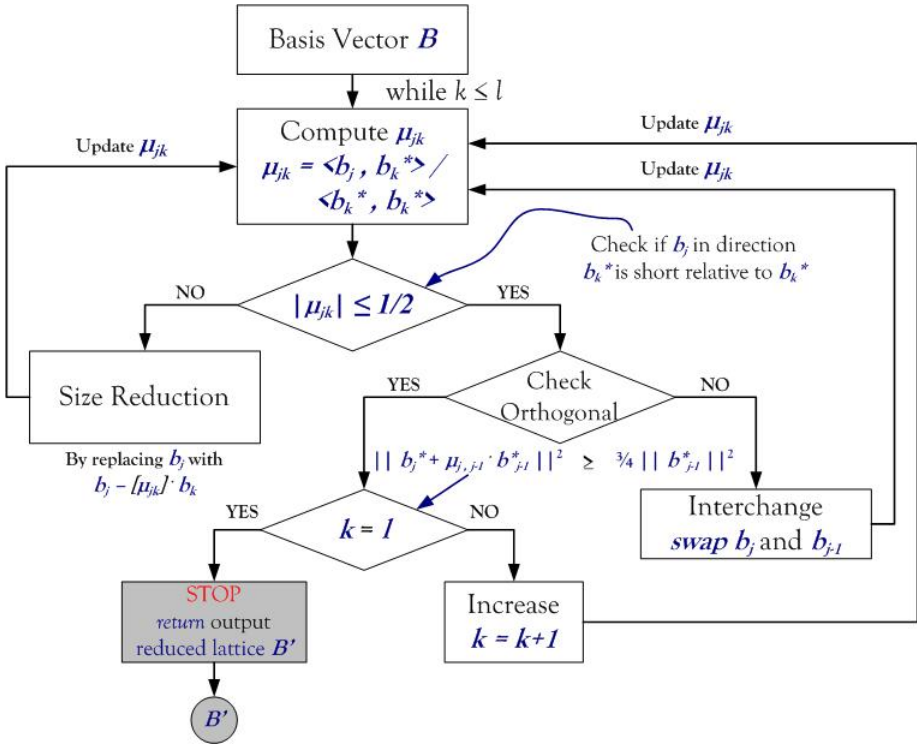 Basis Vector B
while k ≤ l
Update μjk
Compute μjk
μjk = <bj , bk*> /
<bk*, bk*>
Update μjk
Update μjk
Check if bj in direction
bk* is short relative to bk*
NO
|μjk| ≤ 1/2
YES
Size Reduction
By replacing bj with
bj – [μjk]· bk
YES
Check
Orthogonal
NO
|| bj* + μj, j-1 · b*j-1 ||² ≥ ¾ || b*j-1 ||²
Interchange
swap bj and bj-1
YES
k = l
NO
STOP
return output
reduced lattice B'
Increase
k = k+1
B'